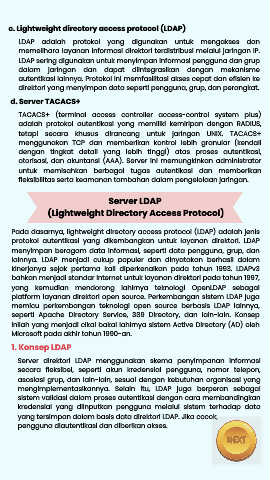 c. Lightweight directory access protocol (LDAP)
LDAP adalah protokol yang digunakan untuk mengakses dan
memelihara layanan informasi direktori terdistribusi melalui jaringan IP.
LDAP sering digunakan untuk menyimpan informasi pengguna dan grup
dalam jaringan dan dapat diintegrasikan dengan mekanisme
autentikasi lainnya. Protokol ini memfasilitasi akses cepat dan efisien ke
direktori yang menyimpan data seperti pengguna, grup, dan perangkat.
d. Server TACACS+
TACACS+ (terminal access controller access-control system plus)
adalah protokol autentikasi yang memiliki kemiripan dengan RADIUS,
tetapi secara khusus dirancang untuk jaringan UNIX. TACACS+
menggunakan TCP dan memberikan kontrol lebih granular (kendali
dengan tingkat detail yang lebih tinggi) atas proses autentikasi,
otorisasi, dan akuntansi (AAA). Server ini memungkinkan administrator
untuk memisahkan berbagai tugas autentikasi dan memberikan
fleksibilitas serta keamanan tambahan dalam pengelolaan jaringan.
Server LDAP
(Lightweight Directory Access Protocol)
Pada dasarnya, lightweight directory access protocol (LDAP) adalah jenis
protokol autentikasi yang dikembangkan untuk layanan direktori. LDAP
menyimpan beragam data informasi, seperti data pengguna, grup, dan
lainnya. LDAP menjadi cukup populer dan dinyatakan berhasil dalam
kinerjanya sejak pertama kali diperkenalkan pada tahun 1993. LDAPv3
bahkan menjadi standar internet untuk layanan direktori pada tahun 1997,
yang kemudian mendorong lahirnya teknologi OpenLDAP sebagai
platform layanan direktori open source. Perkembangan sistem LDAP juga
memicu perkembangan teknologi open source berbasis LDAP lainnya,
seperti Apache Directory Service, 389 Directory, dan lain-lain. Konsep
inilah yang menjadi cikal bakal lahirnya sistem Active Directory (AD) oleh
Microsoft pada akhir tahun 1990-an.
1. Konsep LDAP
Server direktori LDAP menggunakan skema penyimpanan informasi
secara fleksibel, seperti akun kredensial pengguna, nomor telepon,
asosiasi grup, dan lain-lain, sesuai dengan kebutuhan organisasi yang
mengimplementasikannya. Selain itu, LDAP juga berperan sebagai
sistem validasi dalam proses autentikasi dengan cara membandingkan
kredensial yang diinputkan pengguna melalui sistem terhadap data
yang tersimpan dalam basis data direktori LDAP. Jika cocok,
pengguna diautentikasi dan diberikan akses.
NEXT